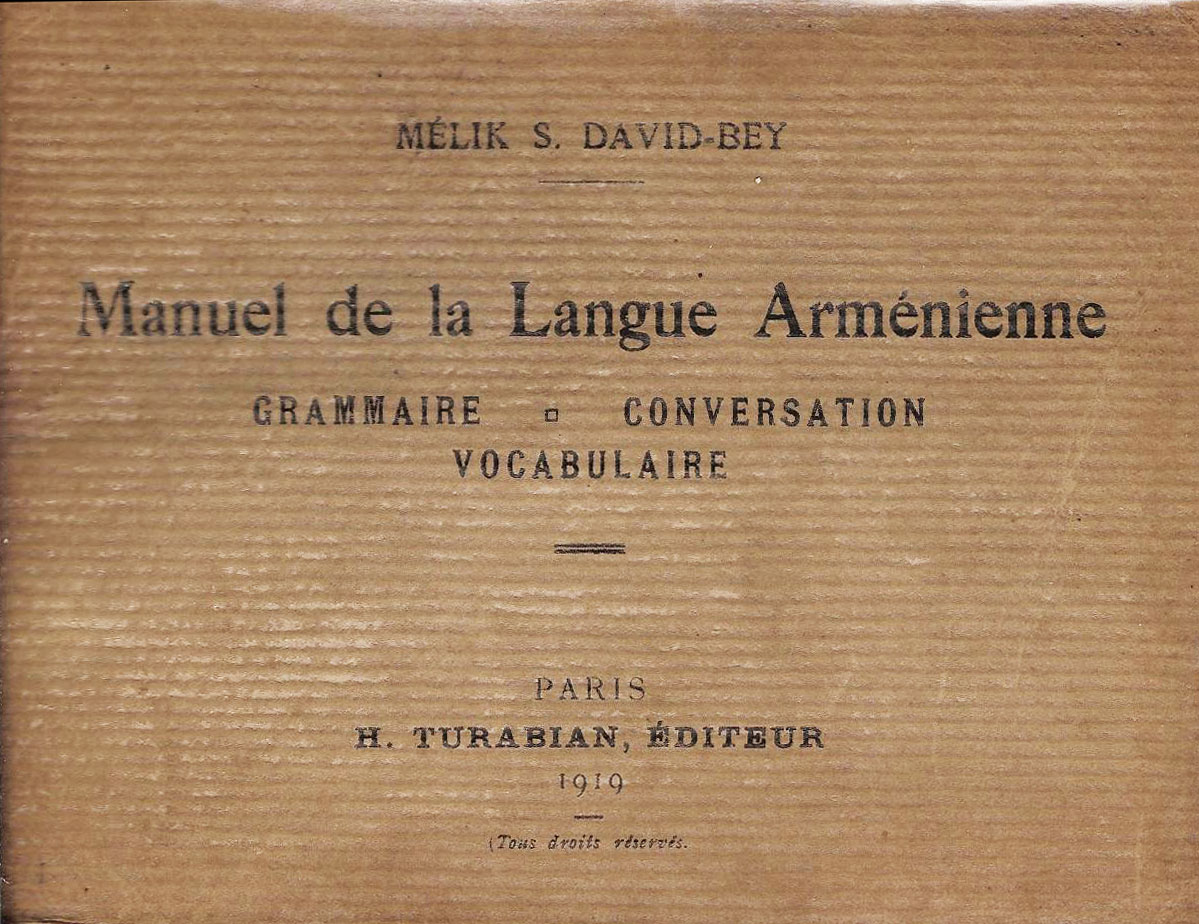 MÉLIK S. DAVID-BEY
Manuel de la Langue Arménienne
GRAMMAIRE ▫ CONVERSATION
VOCABULAIRE
PARIS
H. TURABIAN, ÉDITEUR
1919
(Tous droits réservés.